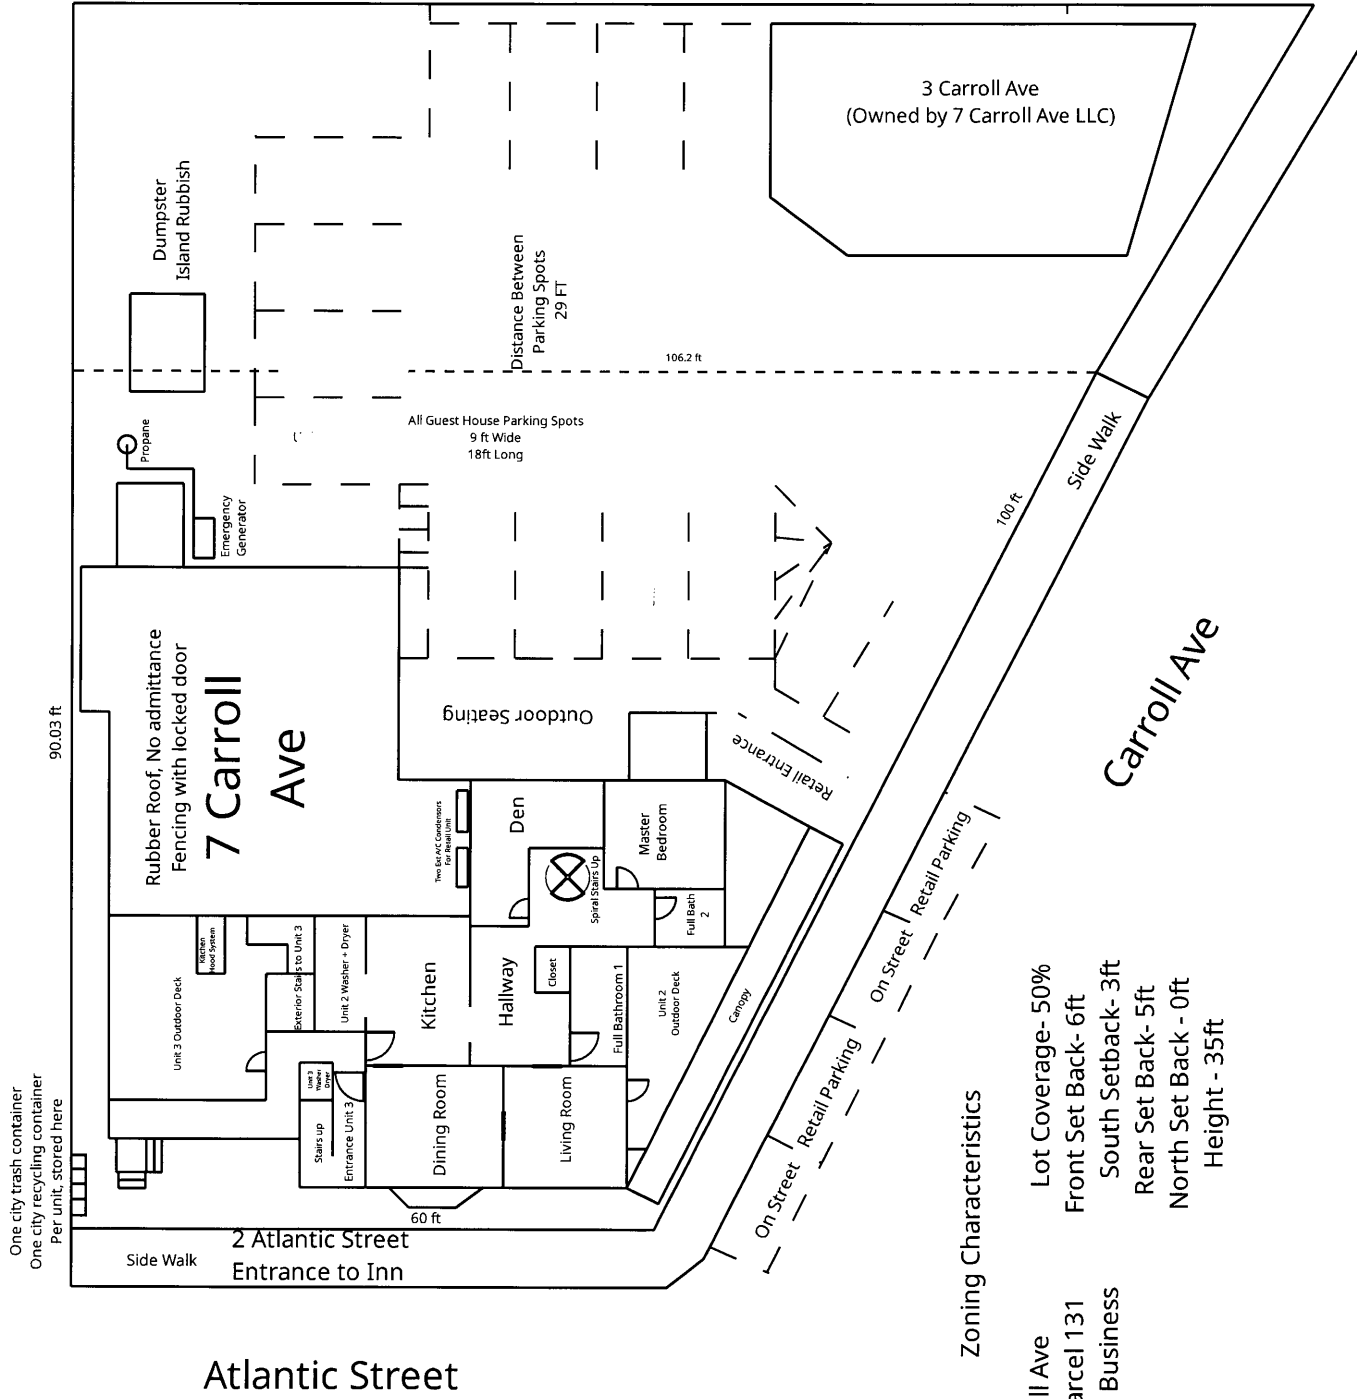 3 Carroll Ave
(Owned by 7 Carroll Ave LLC)
Dumpster
Island Rubbish
Distance Between
Parking Spots
29 FT
106.2 ft
All Guest House Parking Spots
9 ft Wide
18ft Long
Propane
Emergency
Generator
Side Walk
100 ft
Carroll Ave
90.03 ft
Rubber Roof, No admittance
Fencing with locked door
7 Carroll
Ave
Outdoor Seating
Retail Entrance
Two Ext A/C Condensors
For Retail Unit
Den
Master
Bedroom
Spiral Stairs Up
Full Bath
2
Kitchen
Hood System
Unit 3 Outdoor Deck
Exterior Stairs to Unit 3
Unit 2 Washer + Dryer
Kitchen
Hallway
Closet
Full Bathroom 1
Unit 2
Outdoor Deck
Canopy
On Street
Retail Parking
On Street
Retail Parking
Unit 3
Washer
Dryer
Stairs up
Entrance Unit 3
Dining Room
Living Room
One city trash container
One city recycling container
Per unit, stored here
60 ft
Side Walk
2 Atlantic Street
Entrance to Inn
Atlantic Street
Zoning Characteristics
Lot Coverage- 50%
Front Set Back- 6ft
South Setback- 3ft
Rear Set Back- 5ft
North Set Back - 0ft
Height - 35ft
ll Ave
arcel 131
Business